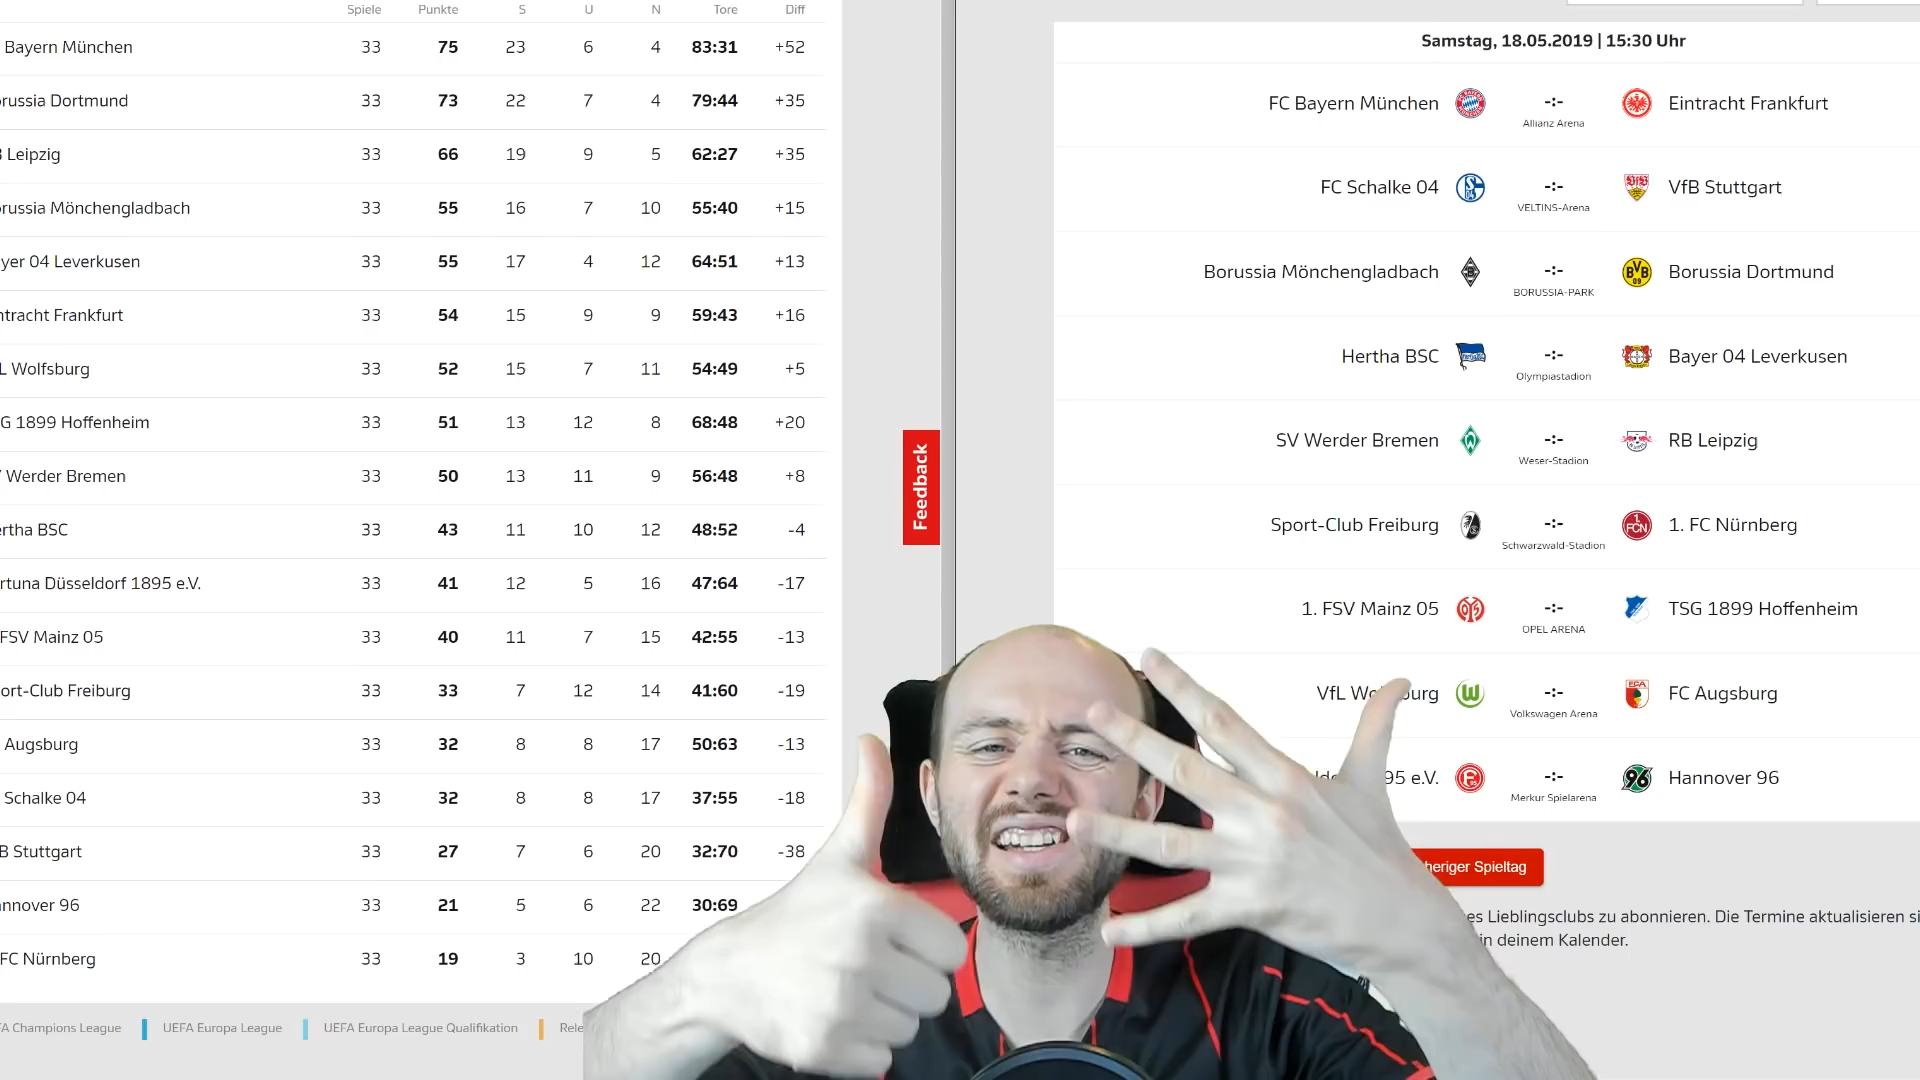 Spiele Punkte S U N Tore Diff
Bayern München 33 75 23 6 4 83:31 +52
russia Dortmund 33 73 22 7 4 79:44 +35
Leipzig 33 66 19 9 5 62:27 +35
russia Mönchengladbach 33 55 16 7 10 55:40 +15
yer 04 Leverkusen 33 55 17 4 12 64:51 +13
ntracht Frankfurt 33 54 15 9 9 59:43 +16
L Wolfsburg 33 52 15 7 11 54:49 +5
G 1899 Hoffenheim 33 51 13 12 8 68:48 +20
Werder Bremen 33 50 13 11 9 56:48 +8
rtha BSC 33 43 11 10 12 48:52 -4
rtuna Düsseldorf 1895 e.V. 33 41 12 5 16 47:64 -17
FSV Mainz 05 33 40 11 7 15 42:55 -13
ort-Club Freiburg 33 33 7 12 14 41:60 -19
Augsburg 33 32 8 8 17 50:63 -13
Schalke 04 33 32 8 8 17 37:55 -18
B Stuttgart 33 27 7 6 20 32:70 -38
nnover 96 33 21 5 6 22 30:69
FC Nürnberg 33 19 3 10 20
A Champions League UEFA Europa League UEFA Europa League Qualifikation Rele
Feedback
Samstag, 18.05.2019 | 15:30 Uhr
FC Bayern München -:- Eintracht Frankfurt
Allianz Arena
FC Schalke 04 -:- VfB Stuttgart
VELTINS-Arena
Borussia Mönchengladbach -:- Borussia Dortmund
BORUSSIA-PARK
Hertha BSC -:- Bayer 04 Leverkusen
Olympiastadion
SV Werder Bremen -:- RB Leipzig
Weser-Stadion
Sport-Club Freiburg -:- 1. FC Nürnberg
Schwarzwald-Stadion
1. FSV Mainz 05 -:- TSG 1899 Hoffenheim
OPEL ARENA
VfL Wo burg -:- FC Augsburg
Volkswagen Arena
95 e.V. -:- Hannover 96
Merkur Spielarena
heriger Spieltag
es Lieblingsclubs zu abonnieren. Die Termine aktualisieren si
in deinem Kalender.